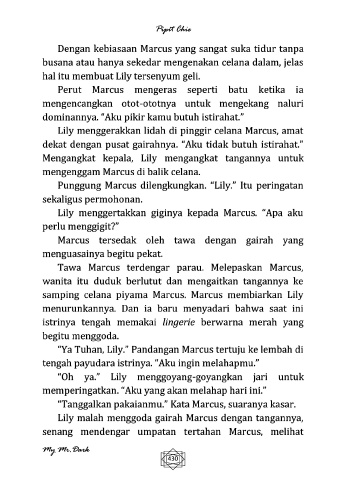 Pipit Chie
Dengan kebiasaan Marcus yang sangat suka tidur tanpa
busana atau hanya sekedar mengenakan celana dalam, jelas
hal itu membuat Lily tersenyum geli.
Perut Marcus mengeras seperti batu ketika ia
mengencangkan otot-ototnya untuk mengekang naluri
dominannya. “Aku pikir kamu butuh istirahat.”
Lily menggerakkan lidah di pinggir celana Marcus, amat
dekat dengan pusat gairahnya. “Aku tidak butuh istirahat.”
Mengangkat kepala, Lily mengangkat tangannya untuk
mengenggam Marcus di balik celana.
Punggung Marcus dilengkungkan. “Lily.” Itu peringatan
sekaligus permohonan.
Lily menggertakkan giginya kepada Marcus. “Apa aku
perlu menggigit?”
Marcus tersedak oleh tawa dengan gairah yang
menguasainya begitu pekat.
Tawa Marcus terdengar parau. Melepaskan Marcus,
wanita itu duduk berlutut dan mengaitkan tangannya ke
samping celana piyama Marcus. Marcus membiarkan Lily
menurunkannya. Dan ia baru menyadari bahwa saat ini
istrinya tengah memakai lingerie berwarna merah yang
begitu menggoda.
“Ya Tuhan, Lily.” Pandangan Marcus tertuju ke lembah di
tengah payudara istrinya. “Aku ingin melahapmu.”
“Oh ya.” Lily menggoyang-goyangkan jari untuk
memperingatkan. “Aku yang akan melahap hari ini.”
“Tanggalkan pakaianmu.” Kata Marcus, suaranya kasar.
Lily malah menggoda gairah Marcus dengan tangannya,
senang mendengar umpatan tertahan Marcus, melihat
My Mr. Dark
430